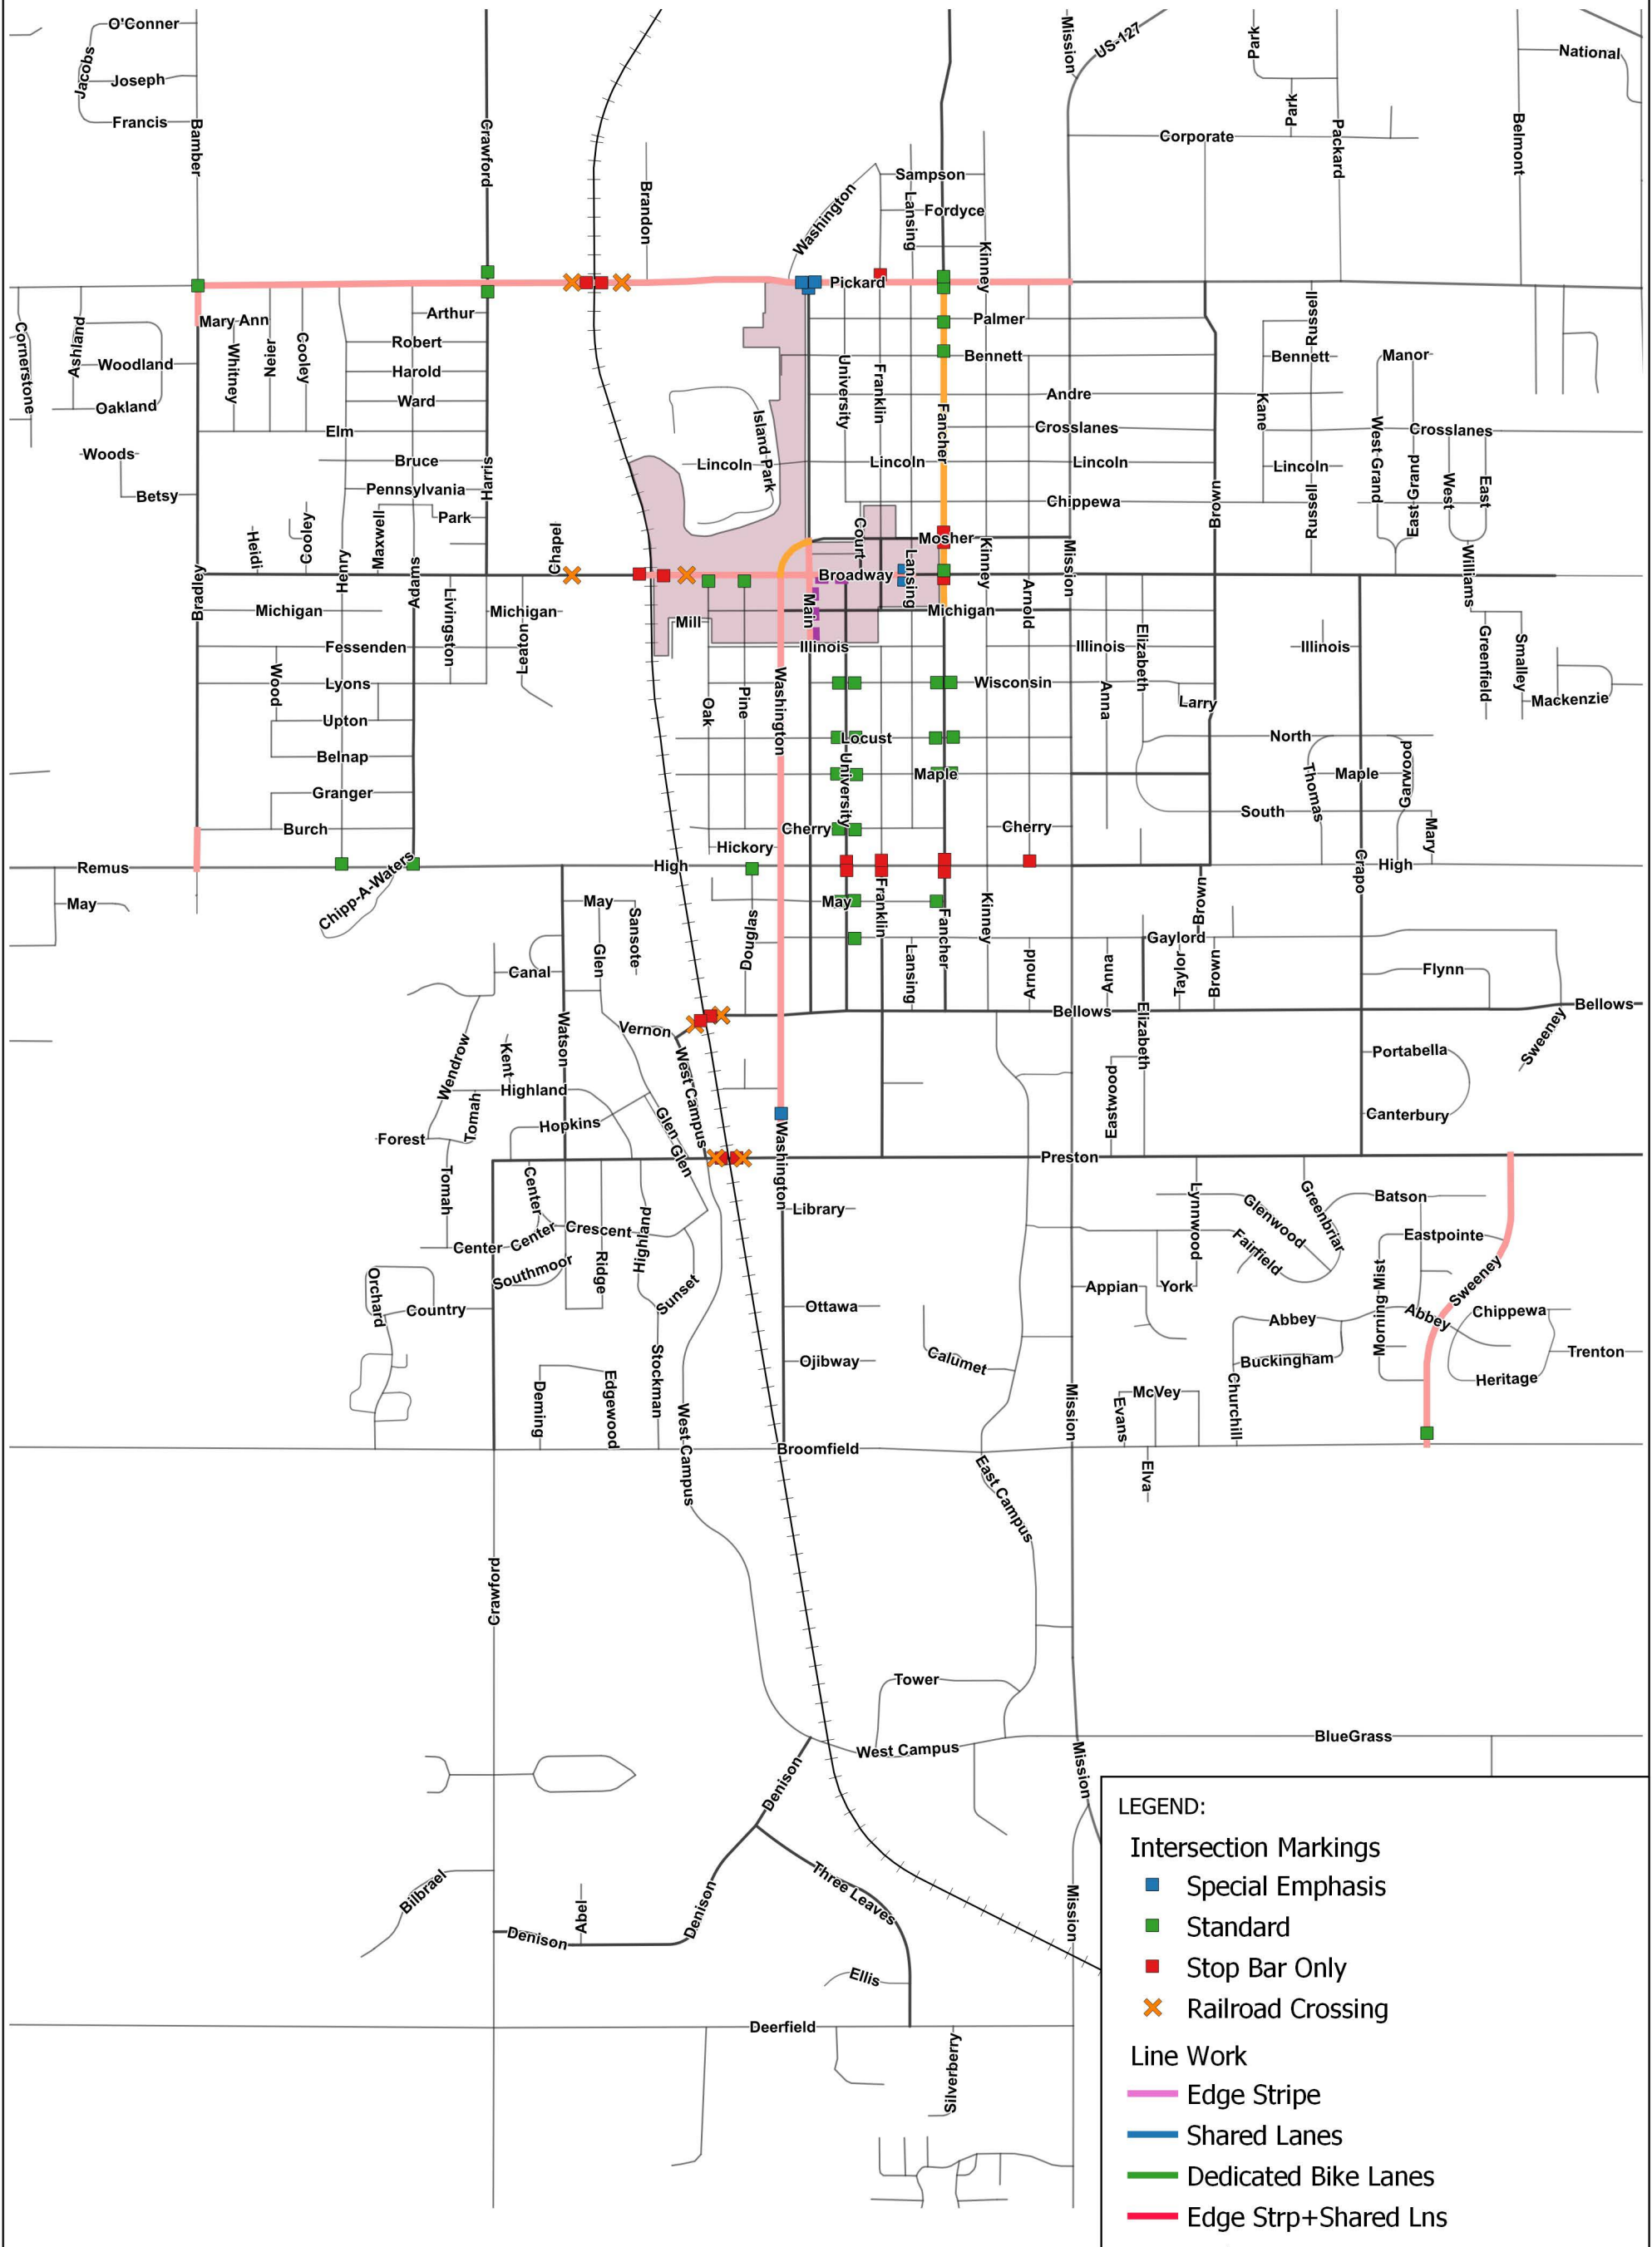 O'Conner
Jacobs
Joseph
Francis
Bamber
Crawford
Brandon
Mission
US-127
Park
Park
Packard
Corporate
Belmont
National
Sampson
Washington
Lansing
Fordyce
Kinney
Pickard
Cornerstone
Ashland
Woodland
Oakland
Woods
Betsy
Mary Ann
Whitney
Neier
Cooley
Arthur
Robert
Harold
Ward
Elm
Bruce
Harris
Pennsylvania
Park
Heidi
Cooley
Maxwell
Henry
Adams
Chapel
Bradley
Island Park
Lincoln
University
Franklin
Fancher
Palmer
Bennett
Andre
Crosslanes
Lincoln
Lincoln
Chippewa
Brown
Russell
Bennett
Kane
Lincoln
Russell
Manor
West Grand
East Grand
Crosslanes
West
East
Williams
Court
Mosher
Kinney
Mission
Broadway
Lansing
Arnold
Michigan
Main
Mill
Illinois
Michigan
Livingston
Michigan
Leaton
Fessenden
Wood
Lyons
Upton
Belnap
Granger
Burch
Oak
Pine
Washington
Wisconsin
Illinois
Elizabeth
Anna
Larry
Illinois
Greenfield
Smalley
Mackenzie
Locust
University
Maple
Cherry
Hickory
Cherry
North
Thomas
Maple
Garwood
South
Mary
Remus
High
High
Crapo
May
Chipp-A-Waters
May
Sansote
Glen
Canal
Douglas
May
Franklin
Fancher
Kinney
Lansing
Arnold
Anna
Gaylord
Brown
Taylor
Brown
Flynn
Bellows
Bellows
Sweeney
Vernon
Watson
West Campus
Wendrow
Kent
Highland
Tomah
Hopkins
Forest
Glen
Glen
Elizabeth
Eastwood
Portabella
Canterbury
Washington
Preston
Tomah
Center
Center
Center
Crescent
Highland
Ridge
Southmoor
Sunset
Orchard
Country
Library
Ottawa
Ojibway
Calumet
Lynnwood
Glenwood
Greenbriar
Fairfield
Batson
Eastpointe
Sweeney
Appian
York
Morning Mist
Abbey
Abbey
Chippewa
Buckingham
Trenton
Heritage
Deming
Edgewood
Stockman
West Campus
Mission
McVey
Evans
Churchill
Broomfield
Elva
East Campus
Crawford
Tower
West Campus
BlueGrass
Mission
Denison
Three Leaves
Bilbrael
Abel
Denison
Denison
Mission
Ellis
Deerfield
Silverberry
LEGEND:
Intersection Markings
Special Emphasis
Standard
Stop Bar Only
Railroad Crossing
Line Work
Edge Stripe
Shared Lanes
Dedicated Bike Lanes
Edge Strp+Shared Lns